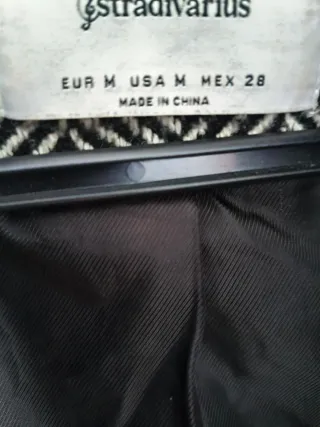 stradivarius
EUR M USA M MEX 28
MADE IN CHINA